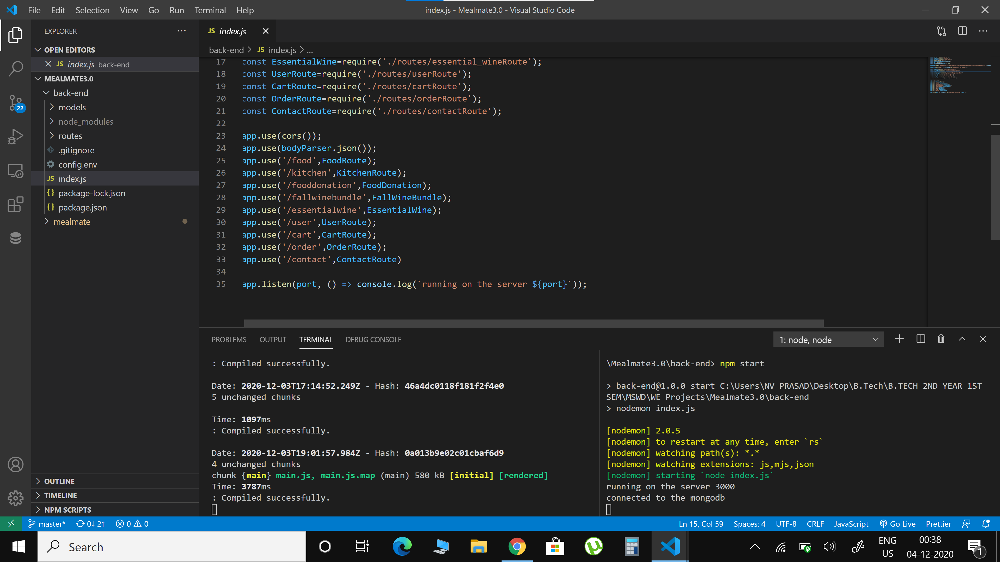 File Edit Selection View Go Run Terminal Help
index.js - Mealmate3.0 - Visual Studio Code
EXPLORER
OPEN EDITORS
JS index.js back-end
MEALMATE3.0
back-end
models
node_modules
routes
.gitignore
config.env
JS index.js
{} package-lock.json
{} package.json
mealmate
22
OUTLINE
TIMELINE
NPM SCRIPTS
JS index.js
back-end > JS index.js > ...
17 const EssentialWine=require('./routes/essential_wineRoute');
18 const UserRoute=require('./routes/userRoute');
19 const CartRoute=require('./routes/cartRoute');
20 const OrderRoute=require('./routes/orderRoute');
21 const ContactRoute=require('./routes/contactRoute');
22
23 app.use(cors());
24 app.use(bodyParser.json());
25 app.use('/food',FoodRoute);
26 app.use('/kitchen',KitchenRoute);
27 app.use('/fooddonation',FoodDonation);
28 app.use('/fallwinebundle',FallWineBundle);
29 app.use('/essentialwine',EssentialWine);
30 app.use('/user',UserRoute);
31 app.use('/cart',CartRoute);
32 app.use('/order',OrderRoute);
33 app.use('/contact',ContactRoute)
34
35 app.listen(port, () => console.log(`running on the server ${port}`));
PROBLEMS OUTPUT TERMINAL DEBUG CONSOLE
1: node, node
: Compiled successfully.
Date: 2020-12-03T17:14:52.249Z - Hash: 46a4dc0118f181f2f4e0
5 unchanged chunks
Time: 1097ms
: Compiled successfully.
Date: 2020-12-03T19:01:57.984Z - Hash: 0a013b9e02c01cbaf6d9
4 unchanged chunks
chunk {main} main.js, main.js.map (main) 580 kB [initial] [rendered]
Time: 3787ms
: Compiled successfully.
\Mealmate3.0\back-end> npm start
> back-end@1.0.0 start C:\Users\NV PRASAD\Desktop\B.Tech\B.TECH 2ND YEAR 1ST
SEM\MSWD\WE Projects\Mealmate3.0\back-end
> nodemon index.js
[nodemon] 2.0.5
[nodemon] to restart at any time, enter `rs`
[nodemon] watching path(s): *.*
[nodemon] watching extensions: js,mjs,json
[nodemon] starting `node index.js`
running on the server 3000
connected to the mongodb
master* 0↓ 2↑ 0 0
Ln 15, Col 59 Spaces: 4 UTF-8 CRLF JavaScript Go Live Prettier
Search
ENG
US
00:38
04-12-2020
1